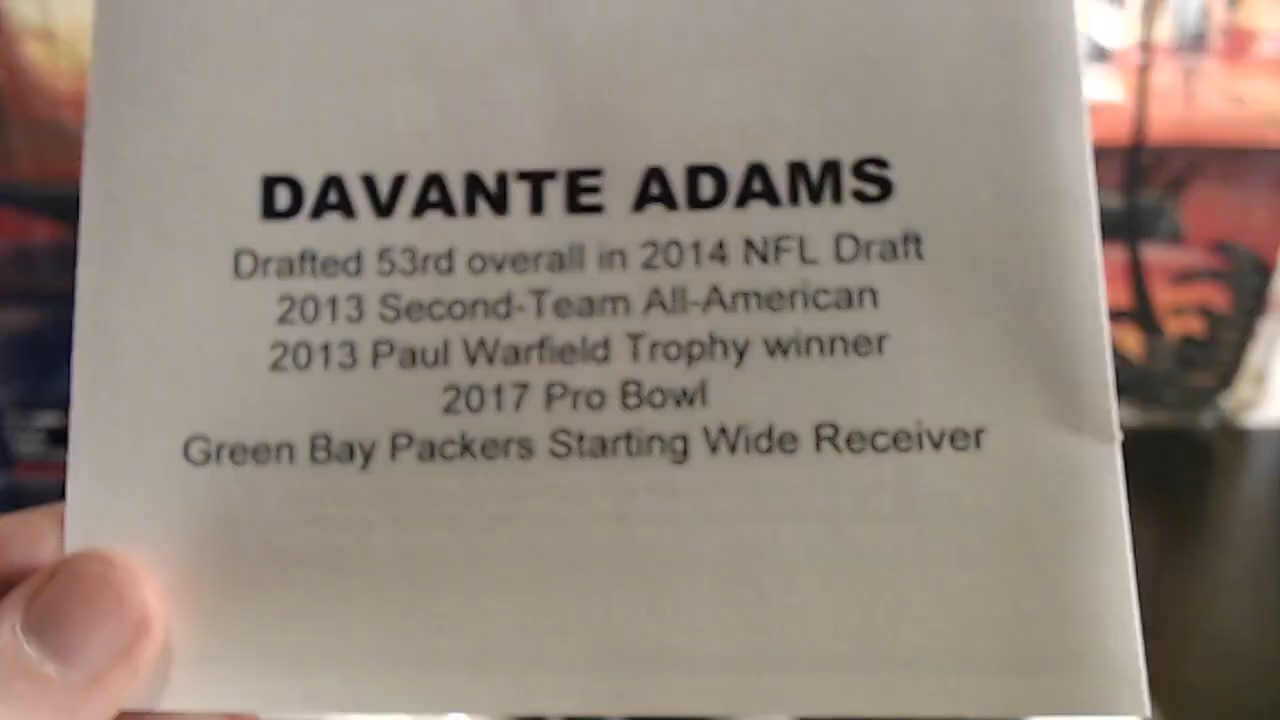 DAVANTE ADAMS
Drafted 53rd overall in 2014 NFL Draft
2013 Second-Team All-American
2013 Paul Warfield Trophy winner
2017 Pro Bowl
Green Bay Packers Starting Wide Receiver